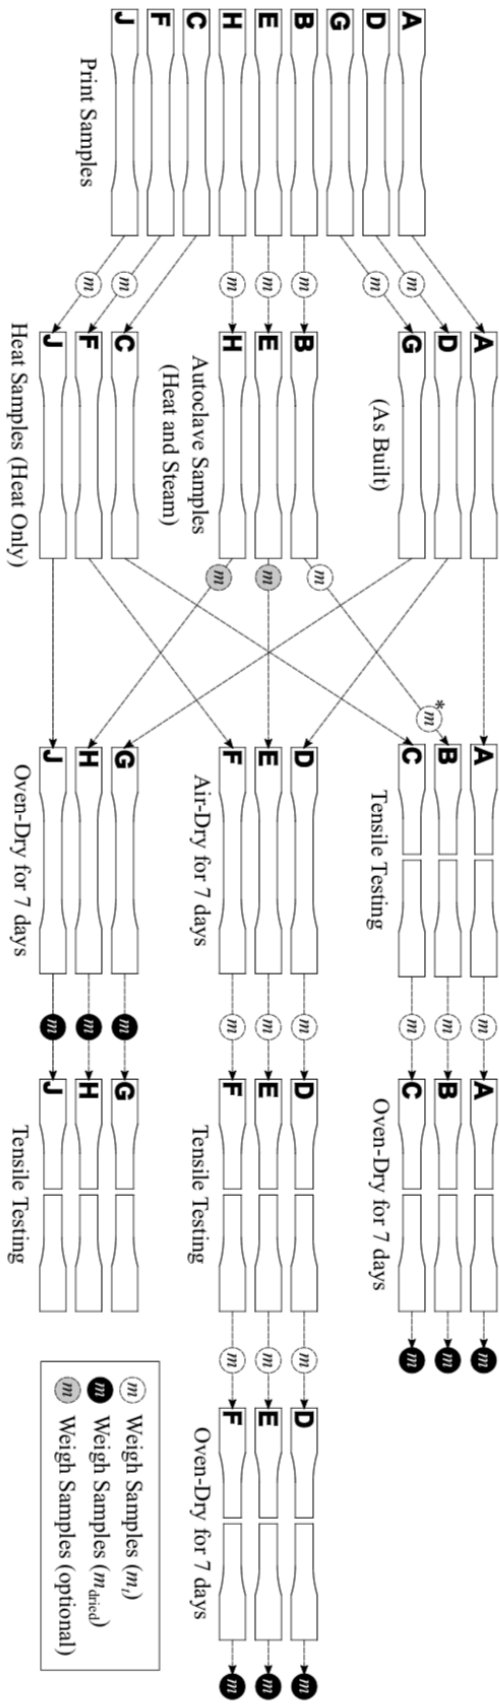 A
D
G
B
E
H
C
F
J
Print Samples
m
m
m
m
m
m
m
A
D
G
(As Built)
B
E
H
Autoclave Samples
(Heat and Steam)
C
F
J
Heat Samples (Heat Only)
m
m
m
*
m
A
B
C
Tensile Testing
D
E
F
Air-Dry for 7 days
G
H
J
Oven-Dry for 7 days
m
m
m
m
m
m
m
m
m
A
B
C
Oven-Dry for 7 days
D
E
F
Tensile Testing
G
H
J
Tensile Testing
m
m
m
m
m
m
D
E
F
Oven-Dry for 7 days
m
m
m
m Weigh Samples (mₜ)
m Weigh Samples (m_dried)
m Weigh Samples (optional)